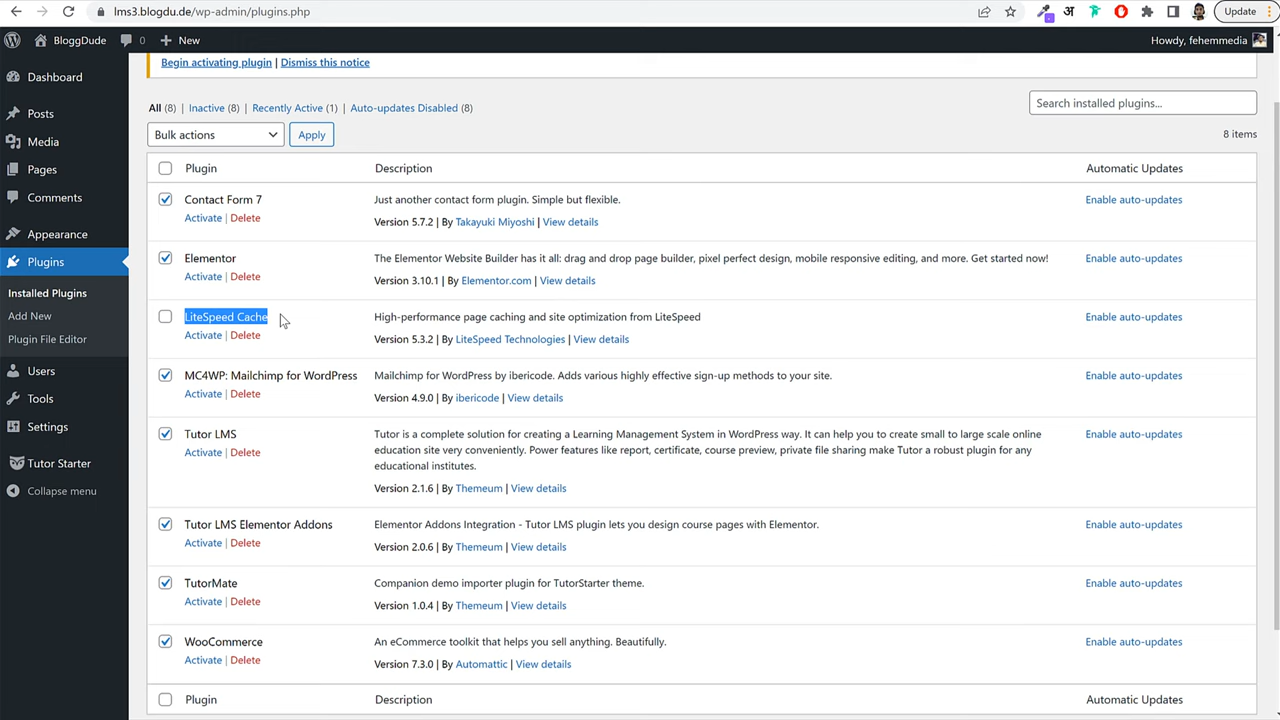 lms3.blogdu.de/wp-admin/plugins.php
अ
Update
BloggDude
0
New
Howdy, fehemmedia
Dashboard
Posts
Media
Pages
Comments
Appearance
Plugins
Installed Plugins
Add New
Plugin File Editor
Users
Tools
Settings
Tutor Starter
Collapse menu
Begin activating plugin | Dismiss this notice
All (8) | Inactive (8) | Recently Active (1) | Auto-updates Disabled (8)
Search installed plugins...
Bulk actions
Apply
8 items
Plugin Description Automatic Updates
Contact Form 7 Just another contact form plugin. Simple but flexible. Enable auto-updates
Activate | Delete Version 5.7.2 | By Takayuki Miyoshi | View details
Elementor The Elementor Website Builder has it all: drag and drop page builder, pixel perfect design, mobile responsive editing, and more. Get started now! Enable auto-updates
Activate | Delete Version 3.10.1 | By Elementor.com | View details
LiteSpeed Cache High-performance page caching and site optimization from LiteSpeed Enable auto-updates
Activate | Delete Version 5.3.2 | By LiteSpeed Technologies | View details
MC4WP: Mailchimp for WordPress Mailchimp for WordPress by ibericode. Adds various highly effective sign-up methods to your site. Enable auto-updates
Activate | Delete Version 4.9.0 | By ibericode | View details
Tutor LMS Tutor is a complete solution for creating a Learning Management System in WordPress way. It can help you to create small to large scale online Enable auto-updates
Activate | Delete education site very conveniently. Power features like report, certificate, course preview, private file sharing make Tutor a robust plugin for any
educational institutes.
Version 2.1.6 | By Themeum | View details
Tutor LMS Elementor Addons Elementor Addons Integration - Tutor LMS plugin lets you design course pages with Elementor. Enable auto-updates
Activate | Delete Version 2.0.6 | By Themeum | View details
TutorMate Companion demo importer plugin for TutorStarter theme. Enable auto-updates
Activate | Delete Version 1.0.4 | By Themeum | View details
WooCommerce An eCommerce toolkit that helps you sell anything. Beautifully. Enable auto-updates
Activate | Delete Version 7.3.0 | By Automattic | View details
Plugin Description Automatic Updates